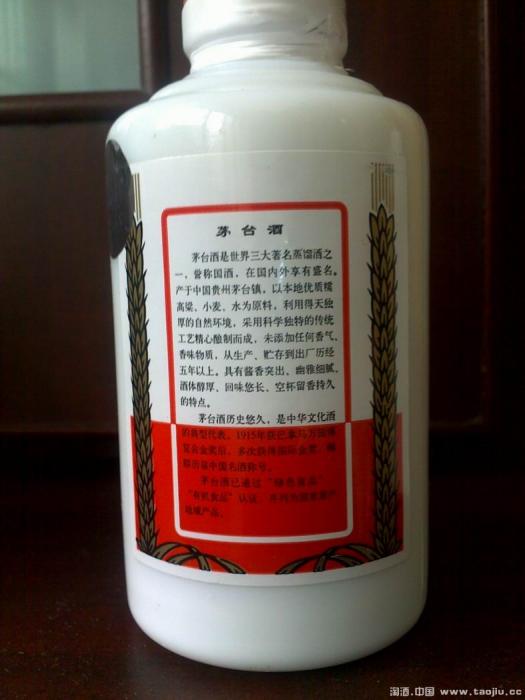 茅台酒
茅台酒是世界三大著名蒸馏酒之
一，誉称国酒，在国内外享有盛名。
产于中国贵州茅台镇，以本地优质糯
高粱、小麦、水为原料，利用得天独
厚的自然环境，采用科学独特的传统
工艺精心酿制而成，未添加任何香气、
香味物质，从生产、贮存到出厂历经
五年以上。具有酱香突出、幽雅细腻、
酒体醇厚、回味悠长、空杯留香持久
的特点。
茅台酒历史悠久，是中华文化酒
的典型代表。1915年获巴拿马万国博
览会金奖后，多次获得国际金奖，蝉
联历届中国名酒称号。
茅台酒已通过“绿色食品”
“有机食品”认证，并列为国家原产
地域产品。
淘酒.中国 www.taojiu.cc